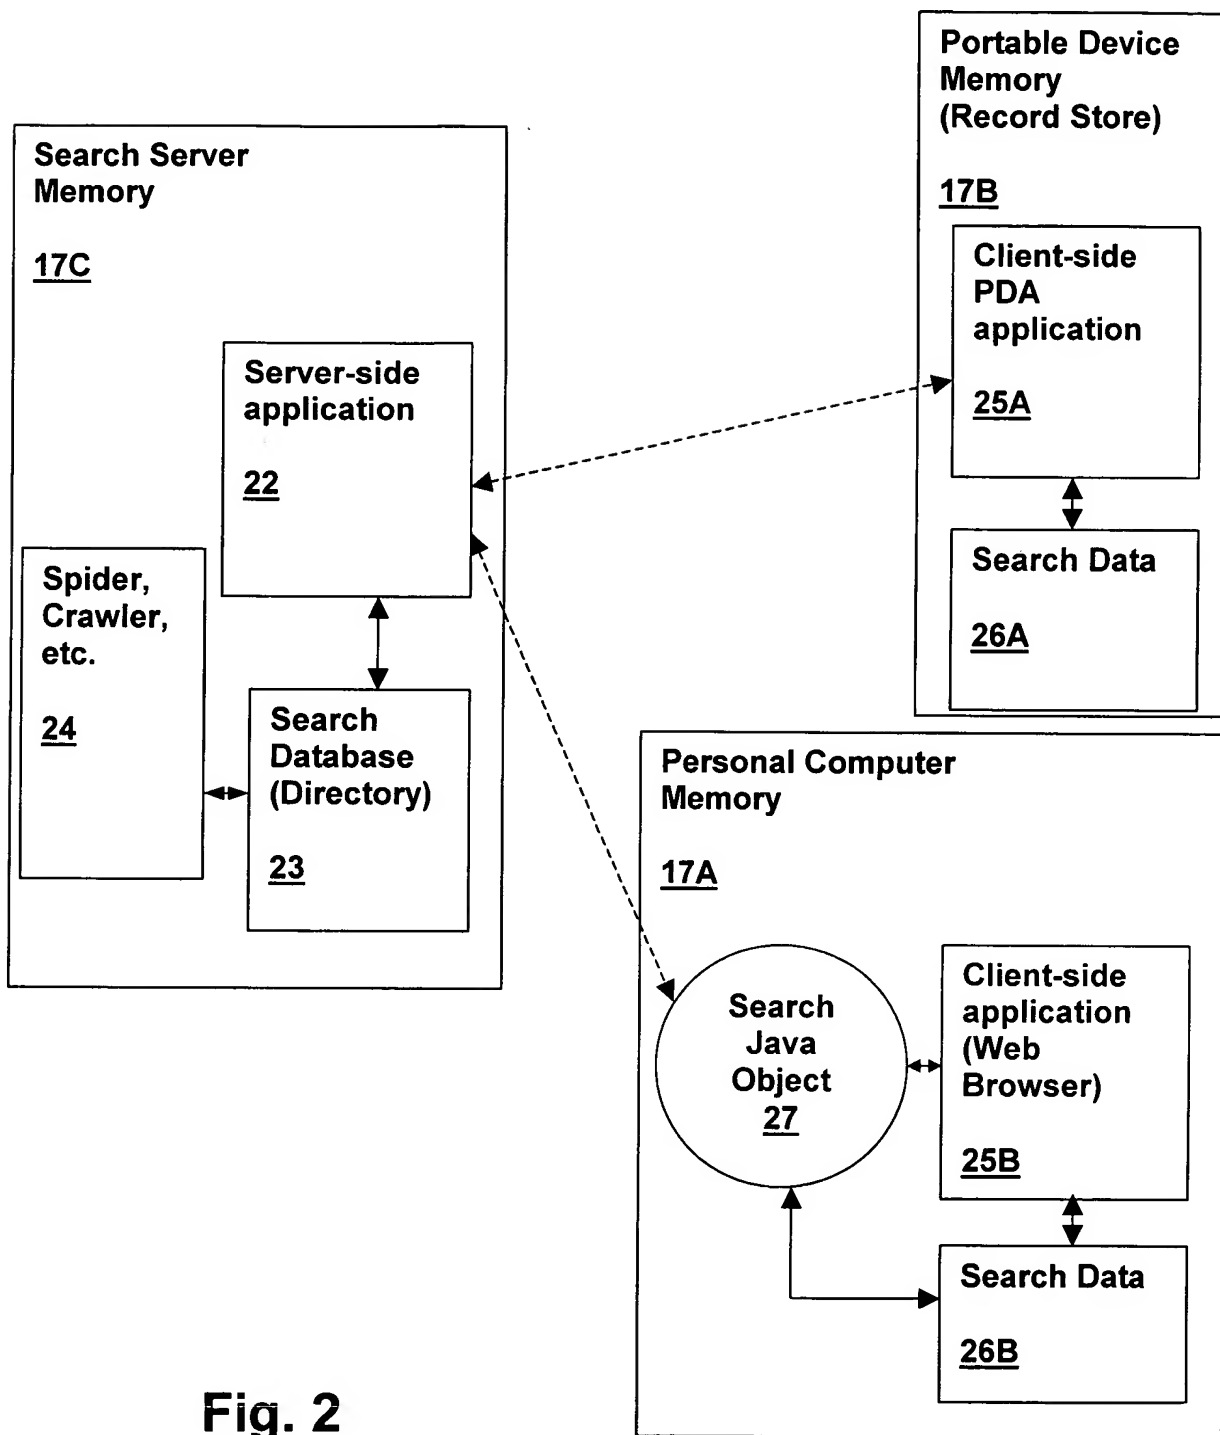 Portable Device
Memory
(Record Store)
17B
Client-side
PDA
application
25A
Search Data
26A
Search Server
Memory
17C
Server-side
application
22
Spider,
Crawler,
etc.
24
Search
Database
(Directory)
23
Personal Computer
Memory
17A
Search
Java
Object
27
Client-side
application
(Web
Browser)
25B
Search Data
26B
Fig. 2